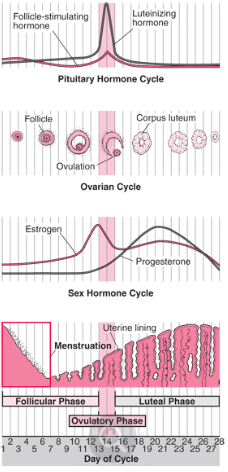 Follicle-stimulating
hormone
Luteinizing
hormone
Pituitary Hormone Cycle
Follicle
Corpus luteum
Ovulation
Ovarian Cycle
Estrogen
Progesterone
Sex Hormone Cycle
Uterine lining
Menstruation
Follicular Phase
Luteal Phase
Ovulatory Phase
2 4 6 8 10 12 14 16 18 20 22 24 26 28
1 3 5 7 9 11 13 15 17 19 21 23 25 27
Day of Cycle